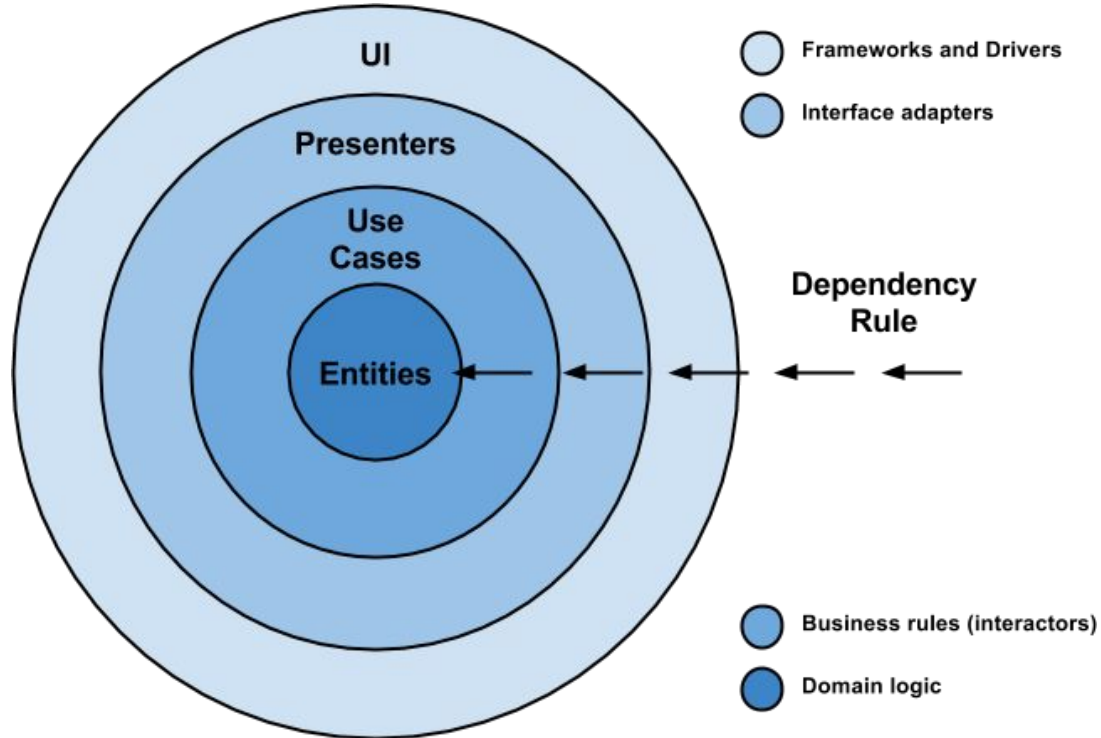 UI
Presenters
Use
Cases
Entities
Frameworks and Drivers
Interface adapters
Dependency
Rule
Business rules (interactors)
Domain logic